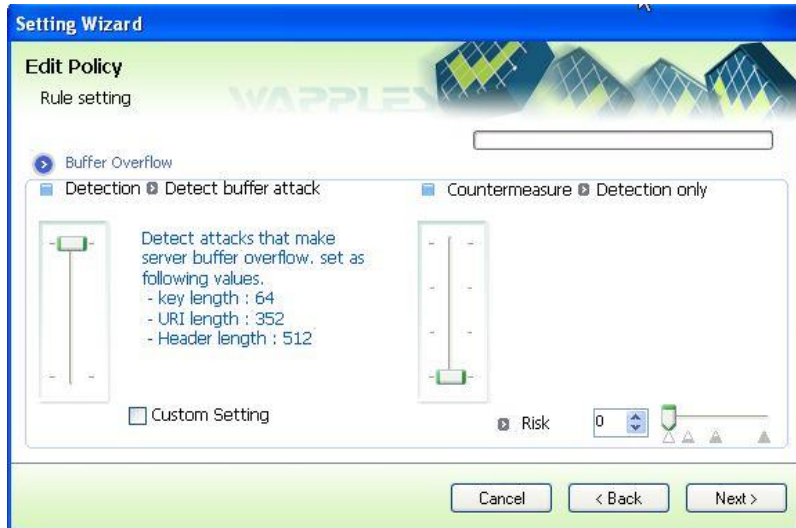 Setting Wizard
Edit Policy
Rule setting
WAPPLES
Buffer Overflow
Detection Detect buffer attack
Countermeasure Detection only
Detect attacks that make
server buffer overflow. set as
following values.
- key length : 64
- URI length : 352
- Header length : 512
Custom Setting
Risk 0
Cancel < Back Next >